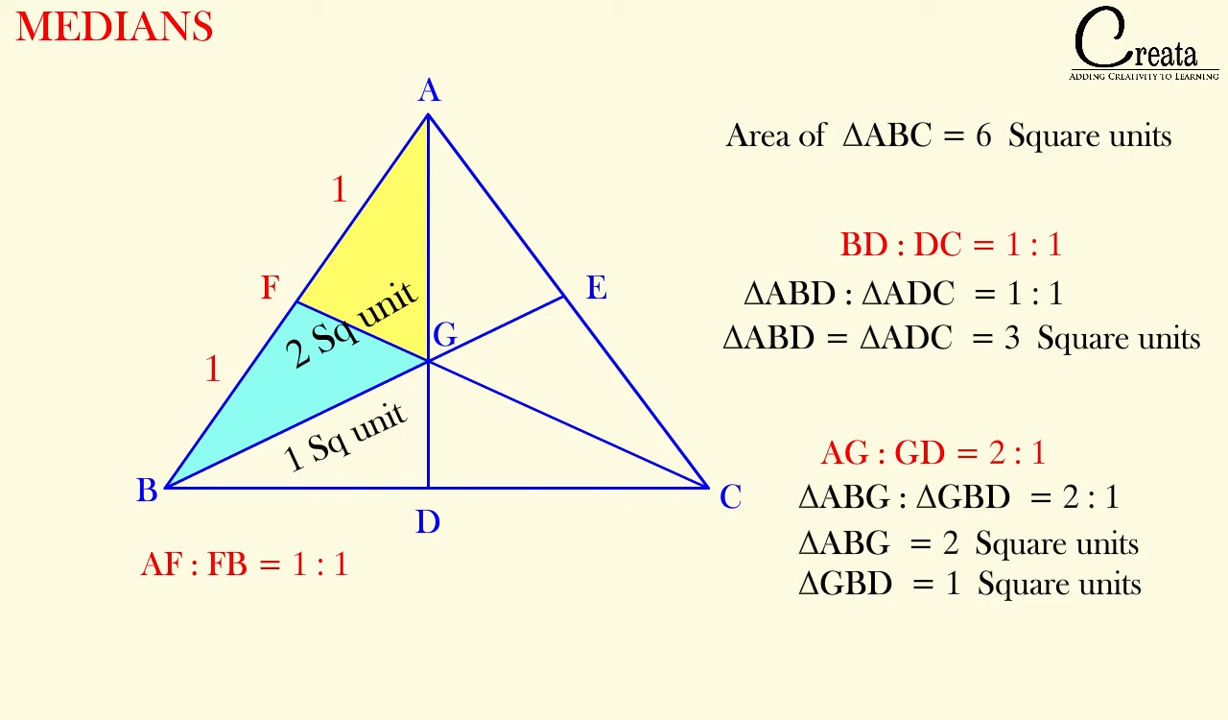 MEDIANS
Creata
ADDING CREATIVITY TO LEARNING
A
Area of ΔABC = 6 Square units
1
BD : DC = 1 : 1
F
E
ΔABD : ΔADC = 1 : 1
2 Sq unit
G
ΔABD = ΔADC = 3 Square units
1
1 Sq unit
AG : GD = 2 : 1
B
C
ΔABG : ΔGBD = 2 : 1
D
ΔABG = 2 Square units
AF : FB = 1 : 1
ΔGBD = 1 Square units